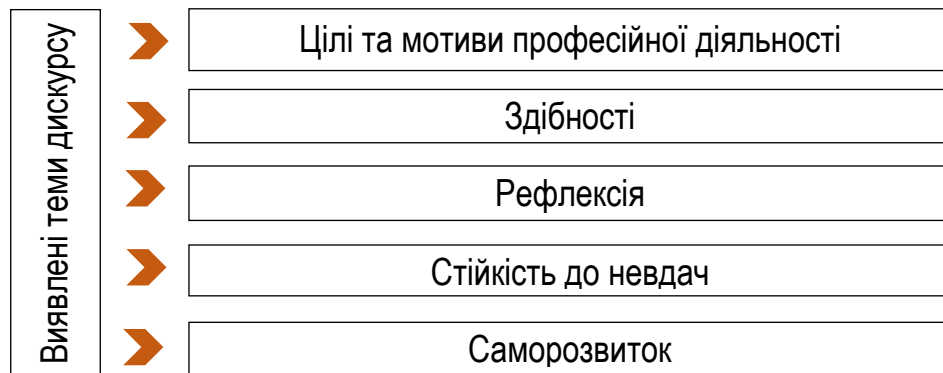 Виявлені теми дискурсу
Цілі та мотиви професійної діяльності
Здібності
Рефлексія
Стійкість до невдач
Саморозвиток